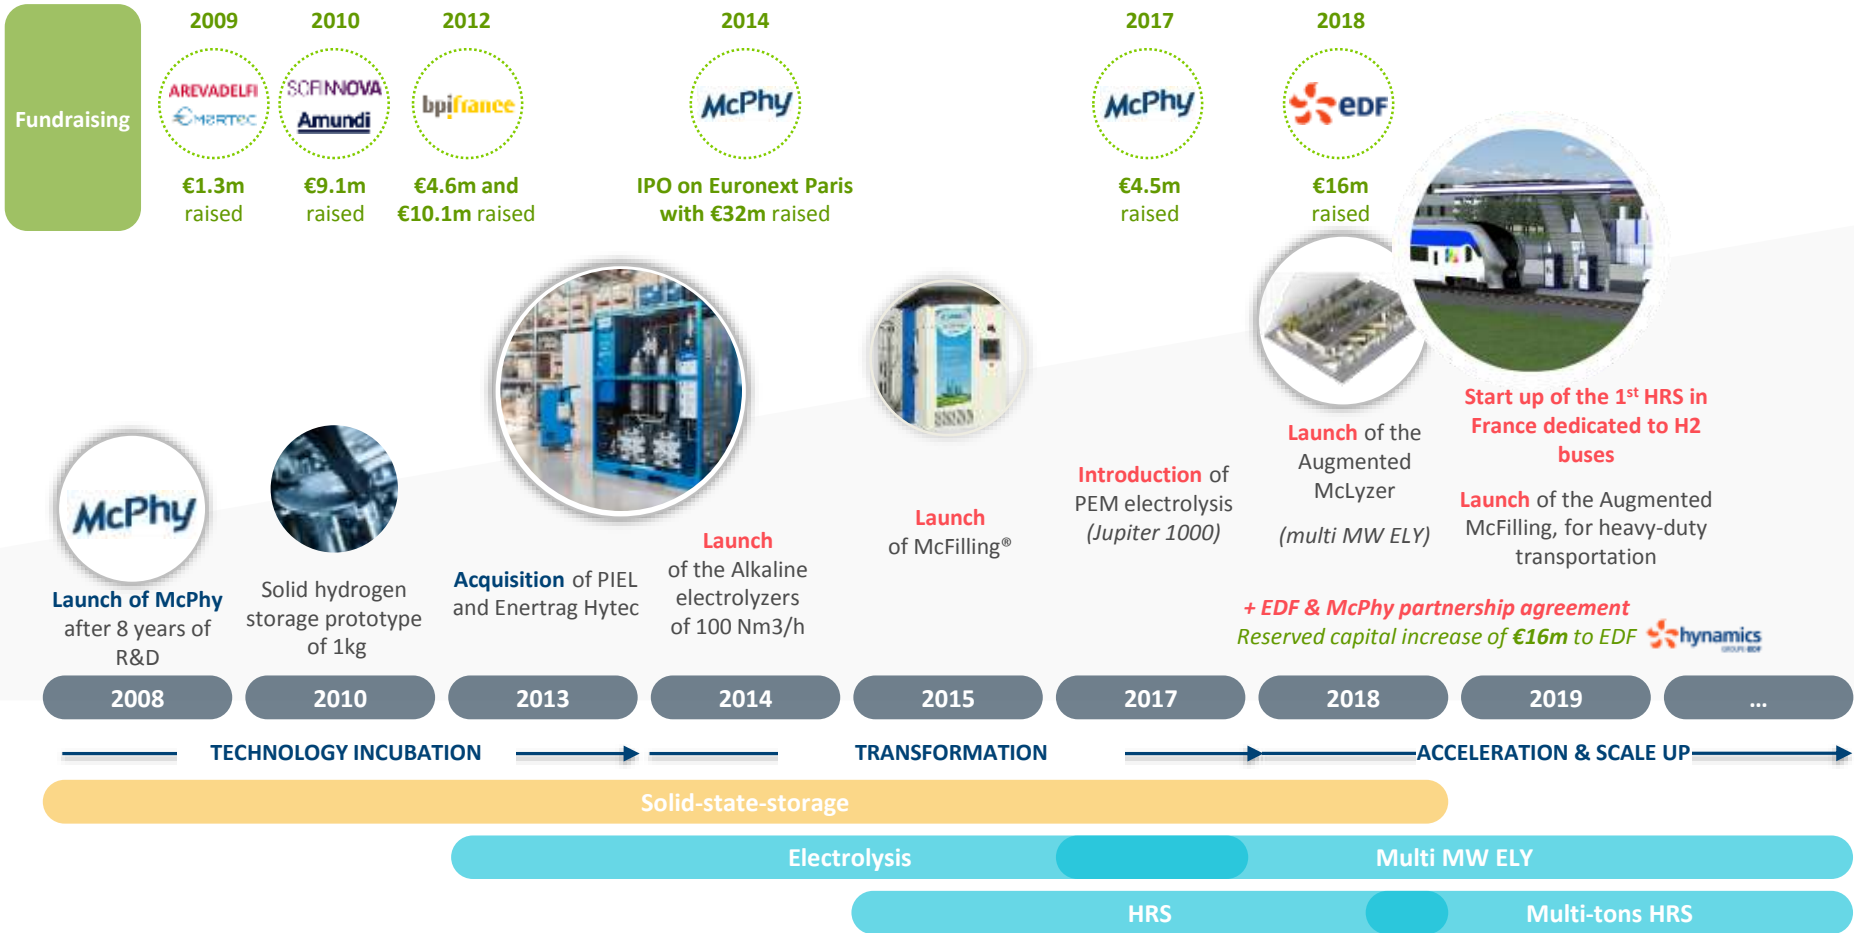 Fundraising
2009
2010
2012
2014
2017
2018
AREVADELFI
SOFINNOVA
Amundi
bpifrance
McPhy
McPhy
EDF
€1.3m
raised
€9.1m
raised
€4.6m and
€10.1m raised
IPO on Euronext Paris
with €32m raised
€4.5m
raised
€16m
raised
McPhy
Launch of McPhy
after 8 years of
R&D
Solid hydrogen
storage prototype
of 1kg
Acquisition of PIEL
and Enertrag Hytec
Launch
of the Alkaline
electrolyzers
of 100 Nm3/h
Launch
of McFilling®
Introduction of
PEM electrolysis
(Jupiter 1000)
Launch of the
Augmented
McLyzer
(multi MW ELY)
Start up of the 1st HRS in
France dedicated to H2
buses
Launch of the Augmented
McFilling, for heavy-duty
transportation
+ EDF & McPhy partnership agreement
Reserved capital increase of €16m to EDF
hynamics
GROUPE EDF
2008
2010
2013
2014
2015
2017
2018
2019
...
TECHNOLOGY INCUBATION
TRANSFORMATION
ACCELERATION & SCALE UP
Solid-state-storage
Electrolysis
Multi MW ELY
HRS
Multi-tons HRS